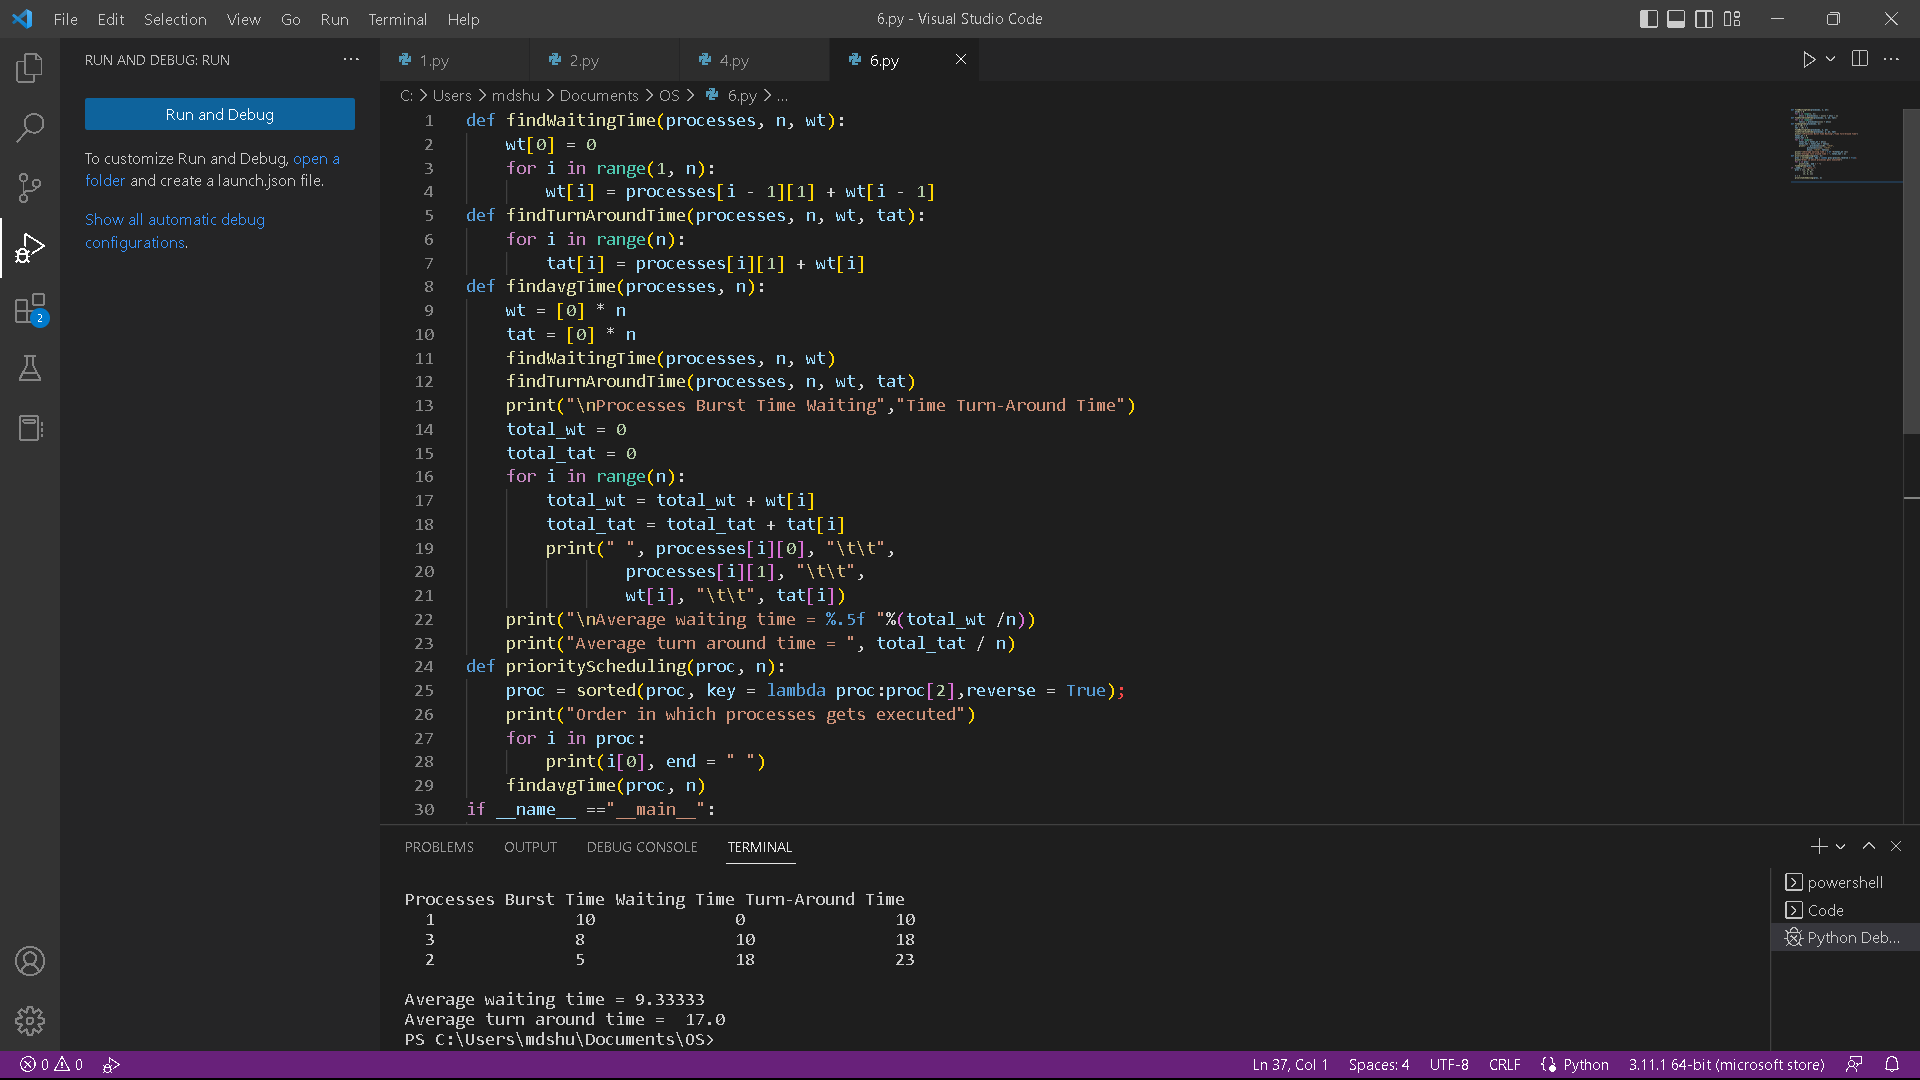 File Edit Selection View Go Run Terminal Help
6.py - Visual Studio Code
RUN AND DEBUG: RUN
Run and Debug
To customize Run and Debug, open a
folder and create a launch.json file.
Show all automatic debug
configurations.
2
1.py 2.py 4.py 6.py
C: > Users > mdshu > Documents > OS > 6.py > ...
1 def findWaitingTime(processes, n, wt):
2     wt[0] = 0
3     for i in range(1, n):
4         wt[i] = processes[i - 1][1] + wt[i - 1]
5 def findTurnAroundTime(processes, n, wt, tat):
6     for i in range(n):
7         tat[i] = processes[i][1] + wt[i]
8 def findavgTime(processes, n):
9     wt = [0] * n
10     tat = [0] * n
11     findWaitingTime(processes, n, wt)
12     findTurnAroundTime(processes, n, wt, tat)
13     print("\nProcesses Burst Time Waiting","Time Turn-Around Time")
14     total_wt = 0
15     total_tat = 0
16     for i in range(n):
17         total_wt = total_wt + wt[i]
18         total_tat = total_tat + tat[i]
19         print(" ", processes[i][0], "\t\t",
20                 processes[i][1], "\t\t",
21                 wt[i], "\t\t", tat[i])
22     print("\nAverage waiting time = %.5f "%(total_wt /n))
23     print("Average turn around time = ", total_tat / n)
24 def priorityScheduling(proc, n):
25     proc = sorted(proc, key = lambda proc:proc[2],reverse = True);
26     print("Order in which processes gets executed")
27     for i in proc:
28         print(i[0], end = " ")
29     findavgTime(proc, n)
30 if __name__ =="__main__":
PROBLEMS OUTPUT DEBUG CONSOLE TERMINAL
Processes Burst Time Waiting Time Turn-Around Time
1 10 0 10
3 8 10 18
2 5 18 23
Average waiting time = 9.33333
Average turn around time =  17.0
PS C:\Users\mdshu\Documents\OS>
powershell
Code
Python Deb...
0 0
Ln 37, Col 1 Spaces: 4 UTF-8 CRLF Python 3.11.1 64-bit (microsoft store)